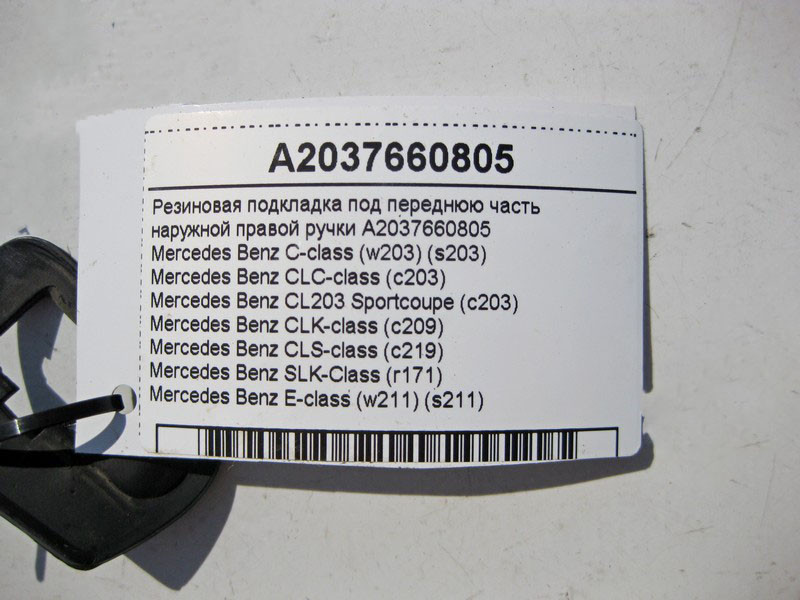 A2037660805
Резиновая подкладка под переднюю часть
наружной правой ручки A2037660805
Mercedes Benz C-class (w203) (s203)
Mercedes Benz CLC-class (c203)
Mercedes Benz CL203 Sportcoupe (c203)
Mercedes Benz CLK-class (c209)
Mercedes Benz CLS-class (c219)
Mercedes Benz SLK-Class (r171)
Mercedes Benz E-class (w211) (s211)